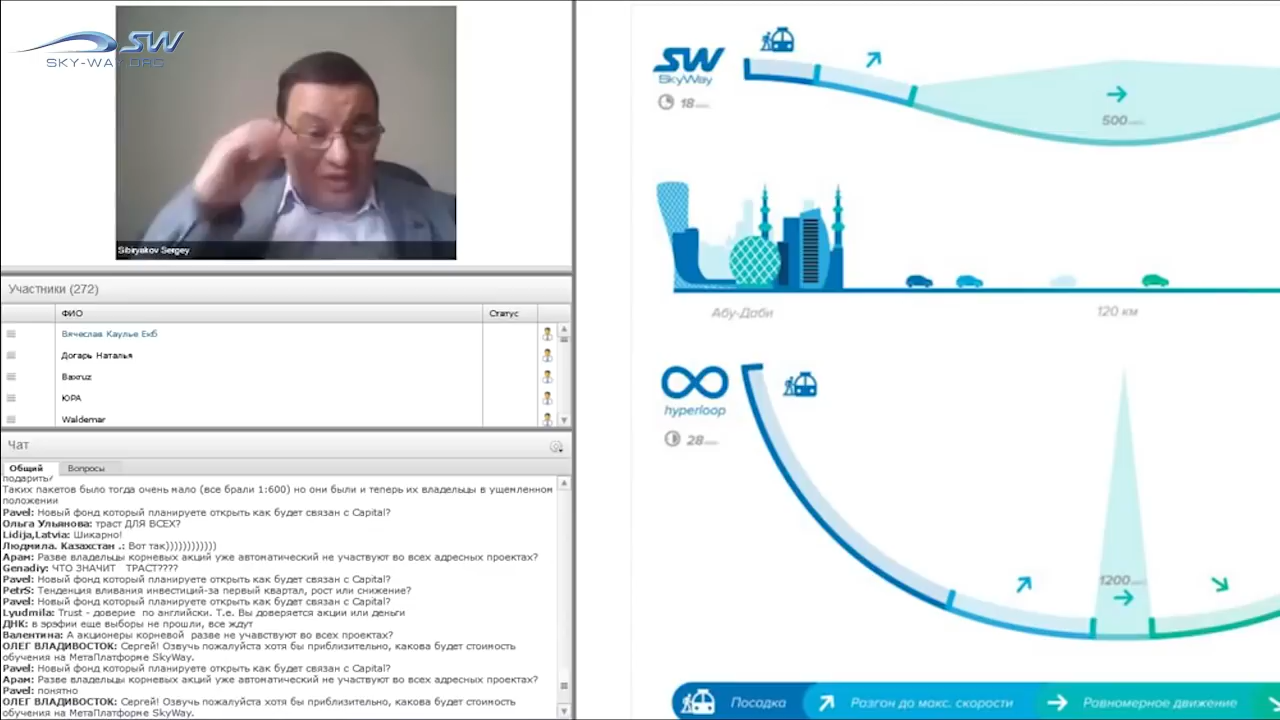 SW
SKY-WAY.ORG
Sibiryakov Sergey
Участники (272)
ФИО
Статус
Вячеслав Каулье Екб
Догарь Наталья
Baxruz
ЮРА
Waldemar
Чат
Общий
Вопросы
подарить?
Таких пакетов было тогда очень мало (все брали 1:600) но они были и теперь их владельцы в ущемленном
положении
Pavel: Новый фонд который планируете открыть как будет связан с Capital?
Ольга Ульянова: траст ДЛЯ ВСЕХ?
Lidija,Latvia: Шикарно!
Людмила. Казахстан .: Вот так))))))))))))
Арам: Разве владельцы корневых акций уже автоматический не участвуют во всех адресных проектах?
Genadiy: ЧТО ЗНАЧИТ ТРАСТ????
Pavel: Новый фонд который планируете открыть как будет связан с Capital?
PetrS: Тенденция вливания инвестиций-за первый квартал, рост или снижение?
Pavel: Новый фонд который планируете открыть как будет связан с Capital?
Lyudmila: Trust - доверие по английски. Т.е. Вы доверяется акции или деньги
ДНК: в эрэфии еще выборы не прошли, все ждут
Валентина: А акционеры корневой разве не учавствуют во всех проектах?
ОЛЕГ ВЛАДИВОСТОК: Сергей! Озвучь пожалуйста хотя бы приблизительно, какова будет стоимость
обучения на МетаПлатформе SkyWay.
Pavel: Новый фонд который планируете открыть как будет связан с Capital?
Арам: Разве владельцы корневых акций уже автоматический не участвуют во всех адресных проектах?
Pavel: понятно
ОЛЕГ ВЛАДИВОСТОК: Сергей! Озвучь пожалуйста хотя бы приблизительно, какова будет стоимость
обучения на МетаПлатформе SkyWay.
SW
SkyWay
18
500
Абу-Даби
120 км
hyperloop
28
1200
Посадка
Разгон до макс. скорости
Равномерное движение